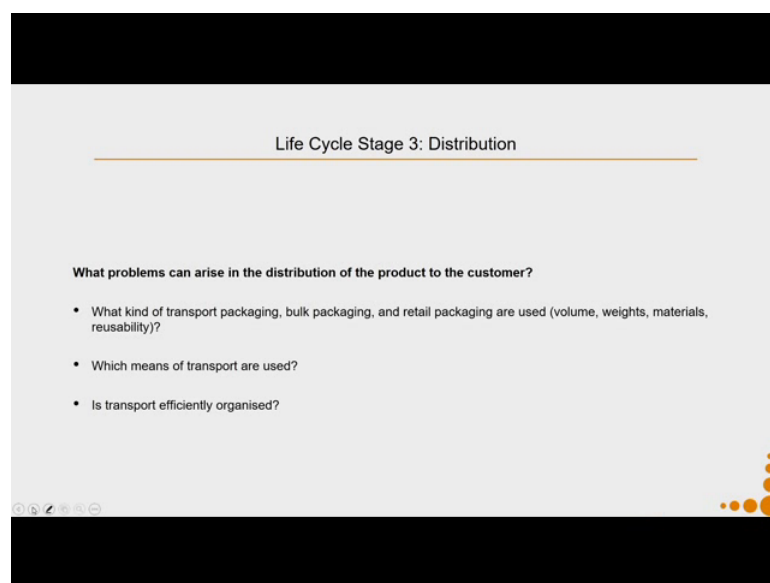 Life Cycle Stage 3: Distribution
What problems can arise in the distribution of the product to the customer?
• What kind of transport packaging, bulk packaging, and retail packaging are used (volume, weights, materials,
reusability)?
• Which means of transport are used?
• Is transport efficiently organised?